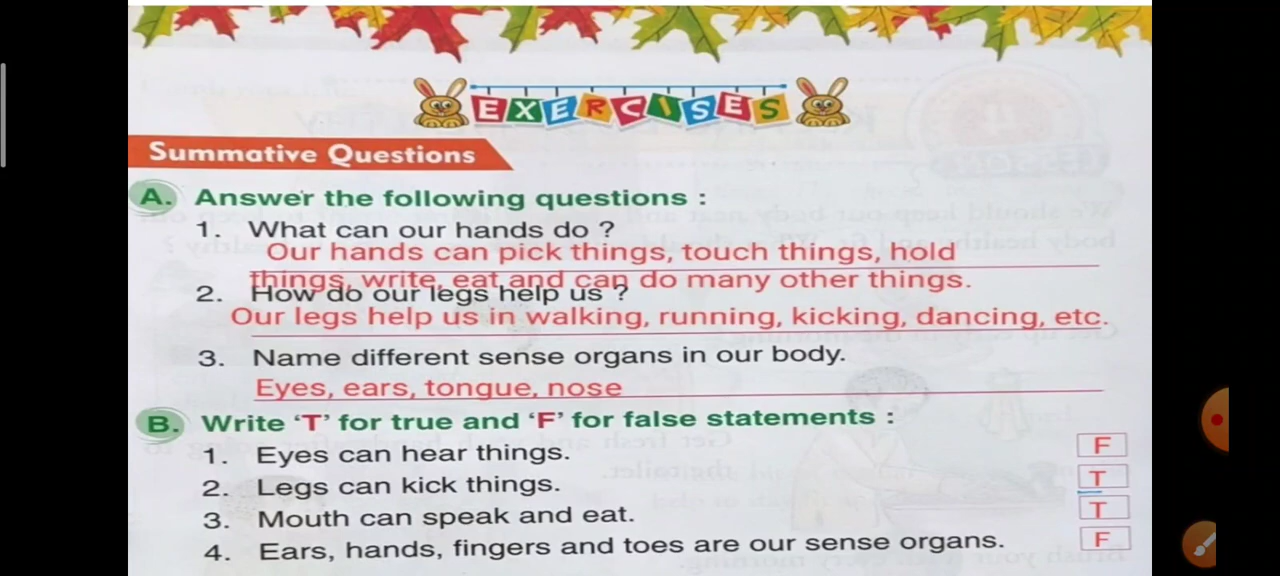 EXERCISES
Summative Questions
A. Answer the following questions :
1. What can our hands do ?
Our hands can pick things, touch things, hold
things, write, eat and can do many other things.
2. How do our legs help us ?
Our legs help us in walking, running, kicking, dancing, etc.
3. Name different sense organs in our body.
Eyes, ears, tongue, nose
B. Write ‘T’ for true and ‘F’ for false statements :
1. Eyes can hear things. F
2. Legs can kick things. T
3. Mouth can speak and eat. T
4. Ears, hands, fingers and toes are our sense organs. F